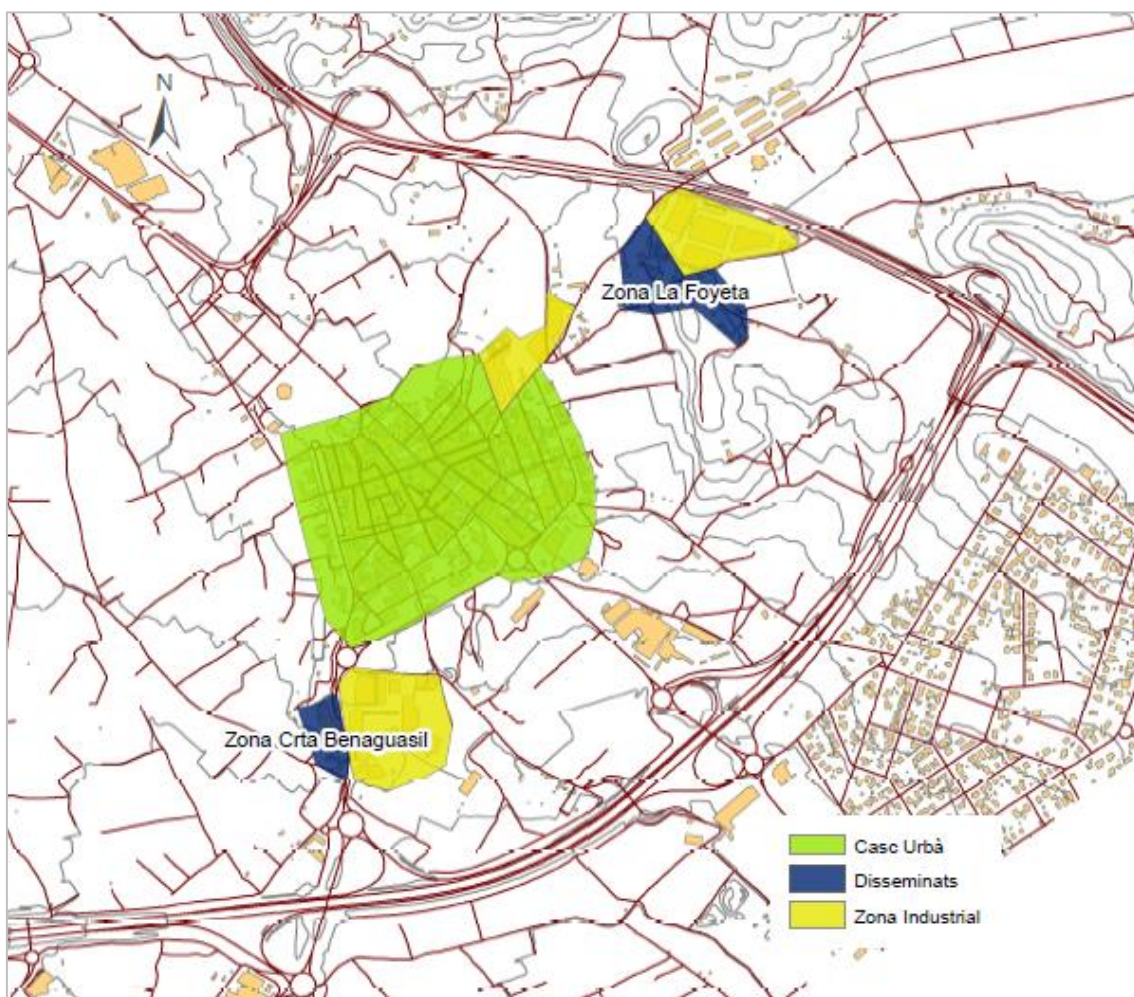 N
Zona La Foyeta
Zona Crta Benaguasil
Casc Urbà
Disseminats
Zona Industrial